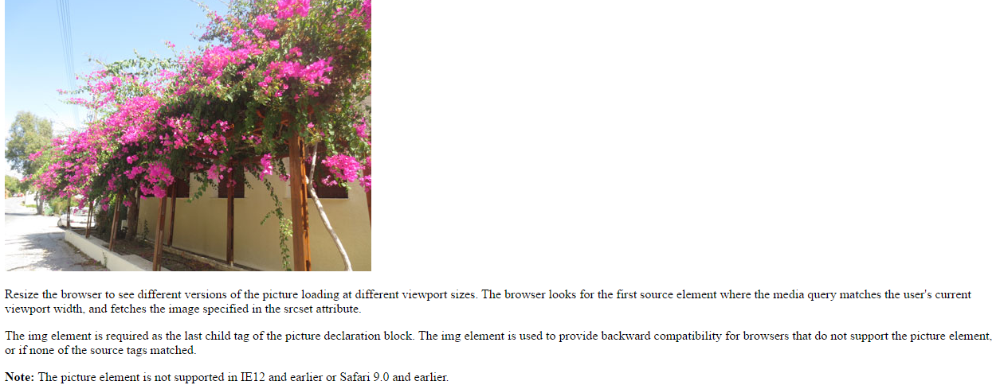 Resize the browser to see different versions of the picture loading at different viewport sizes. The browser looks for the first source element where the media query matches the user's current
viewport width, and fetches the image specified in the srcset attribute.
The img element is required as the last child tag of the picture declaration block. The img element is used to provide backward compatibility for browsers that do not support the picture element,
or if none of the source tags matched.
Note: The picture element is not supported in IE12 and earlier or Safari 9.0 and earlier.